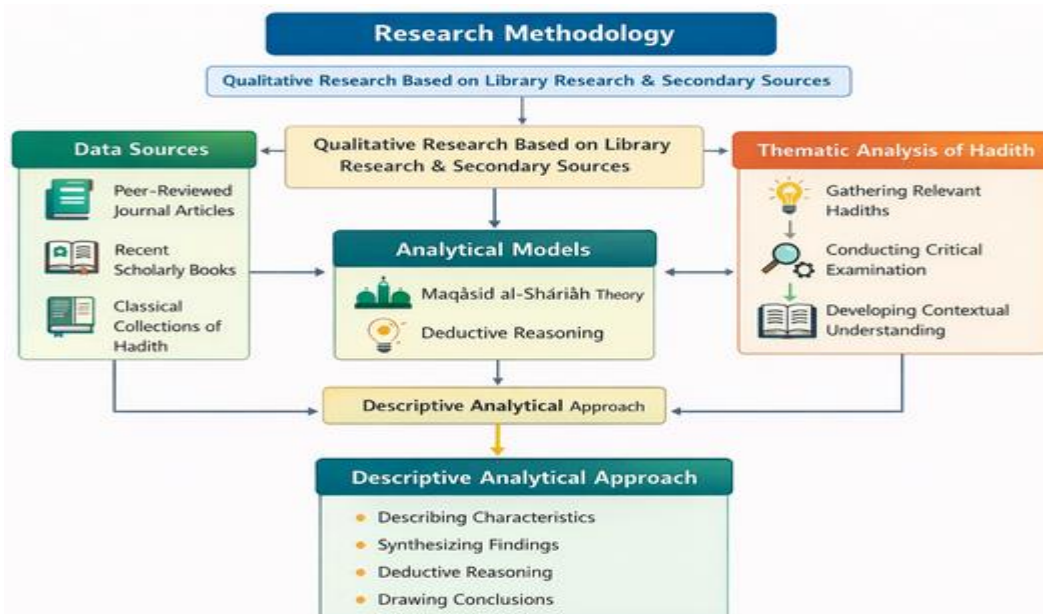 Research Methodology
Qualitative Research Based on Library Research & Secondary Sources
Data Sources
Peer-Reviewed
Journal Articles
Recent
Scholarly Books
Classical
Collections of
Hadith
Qualitative Research Based on Library
Research & Secondary Sources
Analytical Models
Maqåsid al-Sháriàh Theory
Deductive Reasoning
Thematic Analysis of Hadith
Gathering Relevant
Hadiths
Conducting Critical
Examination
Developing Contextual
Understanding
Descriptive Analytical Approach
Descriptive Analytical Approach
• Describing Characteristics
• Synthesizing Findings
• Deductive Reasoning
• Drawing Conclusions